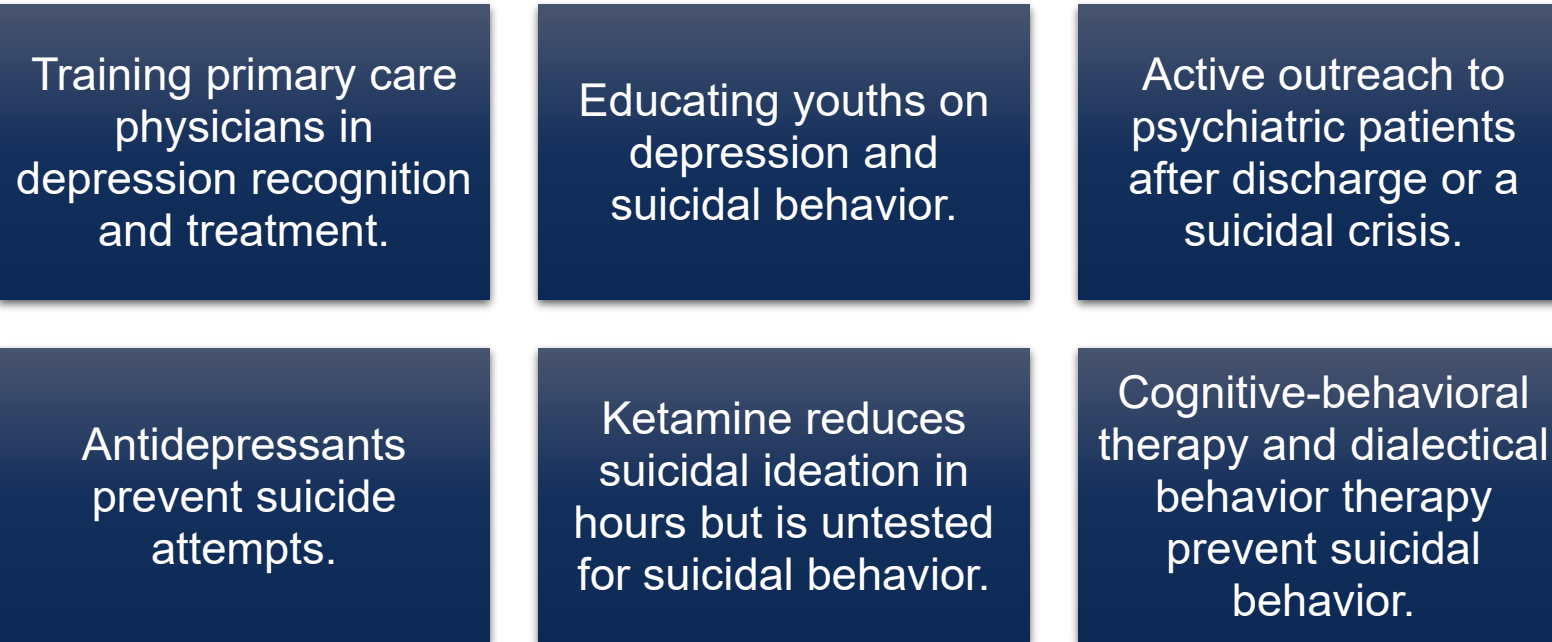 Training primary care
physicians in
depression recognition
and treatment.
Educating youths on
depression and
suicidal behavior.
Active outreach to
psychiatric patients
after discharge or a
suicidal crisis.
Antidepressants
prevent suicide
attempts.
Ketamine reduces
suicidal ideation in
hours but is untested
for suicidal behavior.
Cognitive-behavioral
therapy and dialectical
behavior therapy
prevent suicidal
behavior.